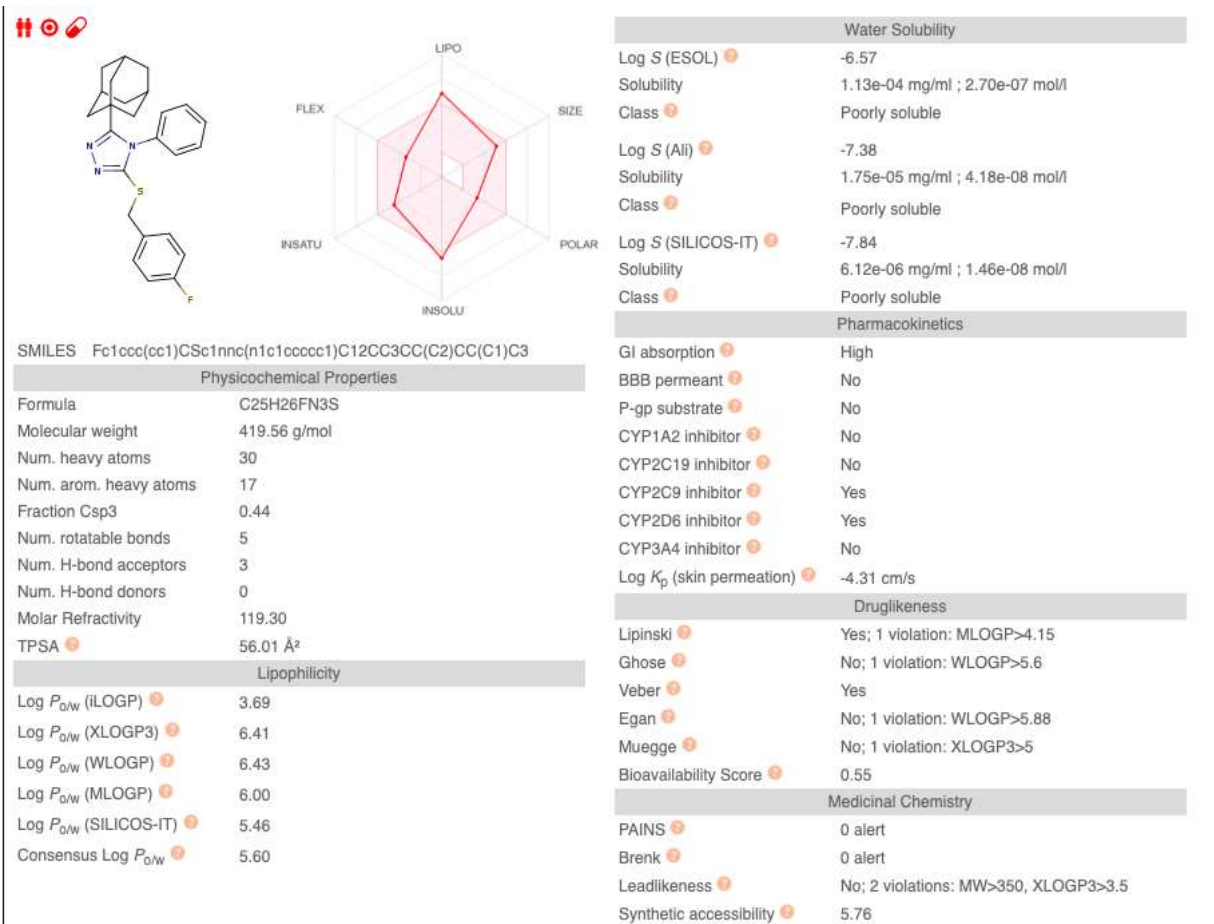 LIPO
FLEX
SIZE
N
N
N
S
F
INSATU
POLAR
INSOLU
SMILES Fc1ccc(cc1)CSc1nnc(n1c1ccccc1)C12CC3CC(C2)CC(C1)C3
Physicochemical Properties
Formula C25H26FN3S
Molecular weight 419.56 g/mol
Num. heavy atoms 30
Num. arom. heavy atoms 17
Fraction Csp3 0.44
Num. rotatable bonds 5
Num. H-bond acceptors 3
Num. H-bond donors 0
Molar Refractivity 119.30
TPSA ? 56.01 Å²
Lipophilicity
Log Po/w (iLOGP) ? 3.69
Log Po/w (XLOGP3) ? 6.41
Log Po/w (WLOGP) ? 6.43
Log Po/w (MLOGP) ? 6.00
Log Po/w (SILICOS-IT) ? 5.46
Consensus Log Po/w ? 5.60
Water Solubility
Log S (ESOL) ? -6.57
Solubility 1.13e-04 mg/ml ; 2.70e-07 mol/l
Class ? Poorly soluble
Log S (Ali) ? -7.38
Solubility 1.75e-05 mg/ml ; 4.18e-08 mol/l
Class ? Poorly soluble
Log S (SILICOS-IT) ? -7.84
Solubility 6.12e-06 mg/ml ; 1.46e-08 mol/l
Class ? Poorly soluble
Pharmacokinetics
GI absorption ? High
BBB permeant ? No
P-gp substrate ? No
CYP1A2 inhibitor ? No
CYP2C19 inhibitor ? No
CYP2C9 inhibitor ? Yes
CYP2D6 inhibitor ? Yes
CYP3A4 inhibitor ? No
Log Kp (skin permeation) ? -4.31 cm/s
Druglikeness
Lipinski ? Yes; 1 violation: MLOGP>4.15
Ghose ? No; 1 violation: WLOGP>5.6
Veber ? Yes
Egan ? No; 1 violation: WLOGP>5.88
Muegge ? No; 1 violation: XLOGP3>5
Bioavailability Score ? 0.55
Medicinal Chemistry
PAINS ? 0 alert
Brenk ? 0 alert
Leadlikeness ? No; 2 violations: MW>350, XLOGP3>3.5
Synthetic accessibility ? 5.76